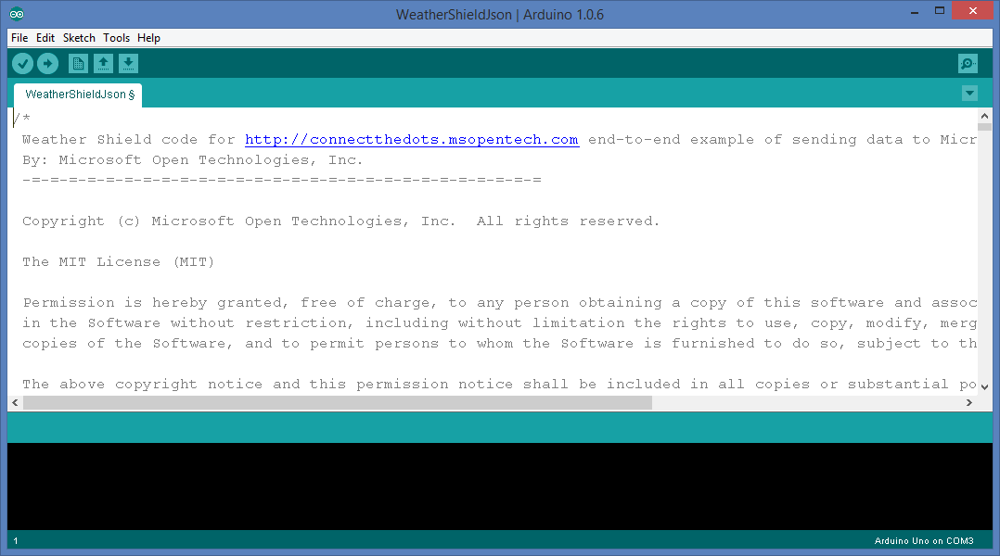 WeatherShieldJson | Arduino 1.0.6
File Edit Sketch Tools Help
WeatherShieldJson §
/*
Weather Shield code for http://connectthedots.msopentech.com end-to-end example of sending data to Micr
By: Microsoft Open Technologies, Inc.
-=-=-=-=-=-=-=-=-=-=-=-=-=-=-=-=-=-=-=-=-=-=-=-=-=-=-=-=
Copyright (c) Microsoft Open Technologies, Inc.  All rights reserved.
The MIT License (MIT)
Permission is hereby granted, free of charge, to any person obtaining a copy of this software and assoc
in the Software without restriction, including without limitation the rights to use, copy, modify, merg
copies of the Software, and to permit persons to whom the Software is furnished to do so, subject to th
The above copyright notice and this permission notice shall be included in all copies or substantial po
1
Arduino Uno on COM3